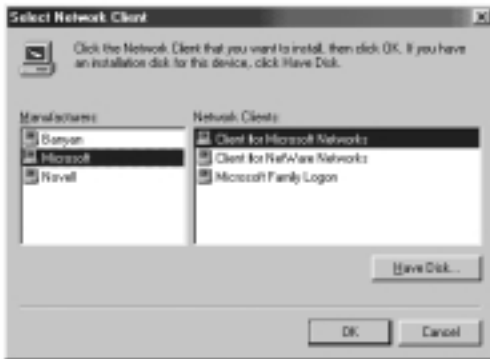 Select Network Client
Click the Network Client that you want to install, then click OK. If you have
an installation disk for this device, click Have Disk.
Manufacturers:
Network Clients:
Banyan
Microsoft
Novell
Client for Microsoft Networks
Client for NetWare Networks
Microsoft Family Logon
Have Disk...
OK
Cancel